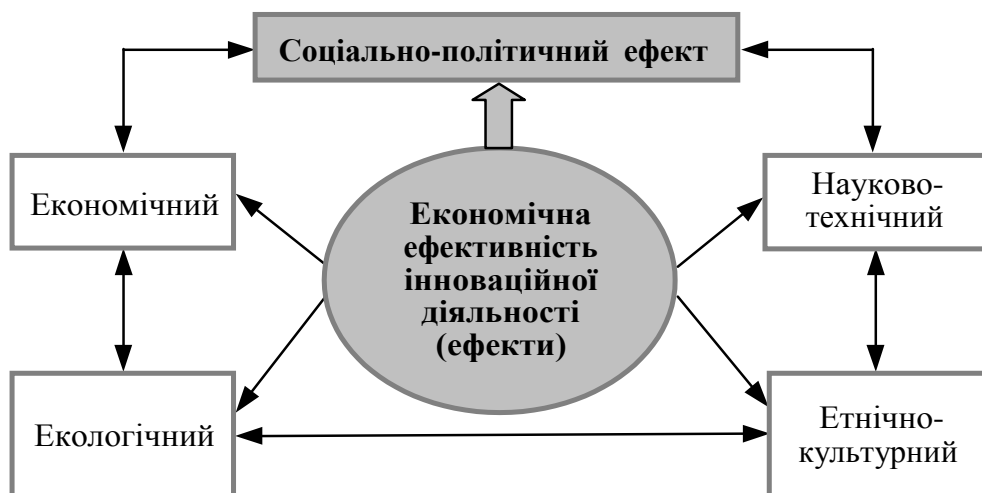 Соціально-політичний ефект
Економічний
Науково-
технічний
Економічна
ефективність
інноваційної
діяльності
(ефекти)
Екологічний
Етнічно-
культурний